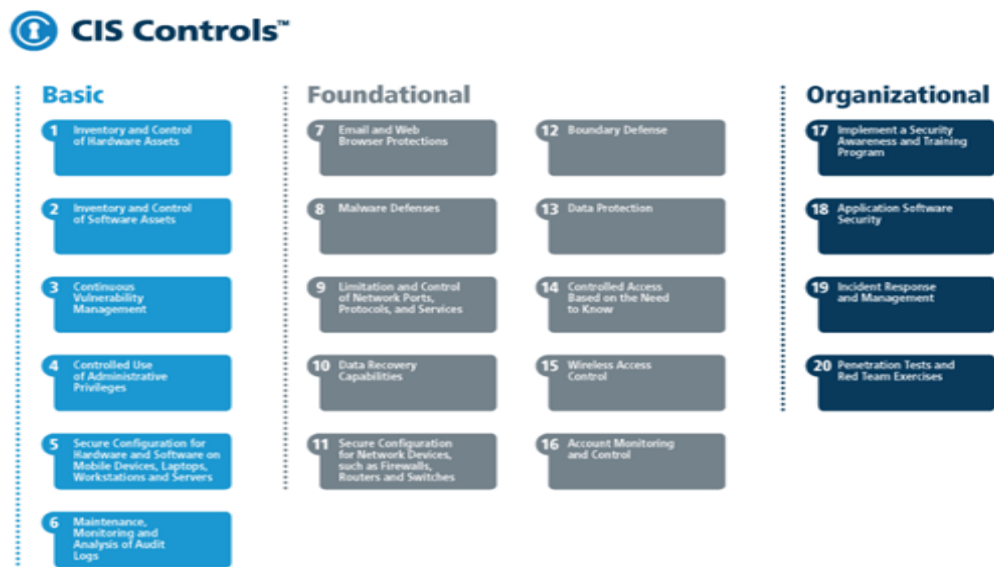 CIS Controls™
Basic
1 Inventory and Control
of Hardware Assets
2 Inventory and Control
of Software Assets
3 Continuous
Vulnerability
Management
4 Controlled Use
of Administrative
Privileges
5 Secure Configuration for
Hardware and Software on
Mobile Devices, Laptops,
Workstations and Servers
6 Maintenance,
Monitoring and
Analysis of Audit
Logs
Foundational
7 Email and Web
Browser Protections
8 Malware Defenses
9 Limitation and Control
of Network Ports,
Protocols, and Services
10 Data Recovery
Capabilities
11 Secure Configuration
for Network Devices,
such as Firewalls,
Routers and Switches
12 Boundary Defense
13 Data Protection
14 Controlled Access
Based on the Need
to Know
15 Wireless Access
Control
16 Account Monitoring
and Control
Organizational
17 Implement a Security
Awareness and Training
Program
18 Application Software
Security
19 Incident Response
and Management
20 Penetration Tests and
Red Team Exercises